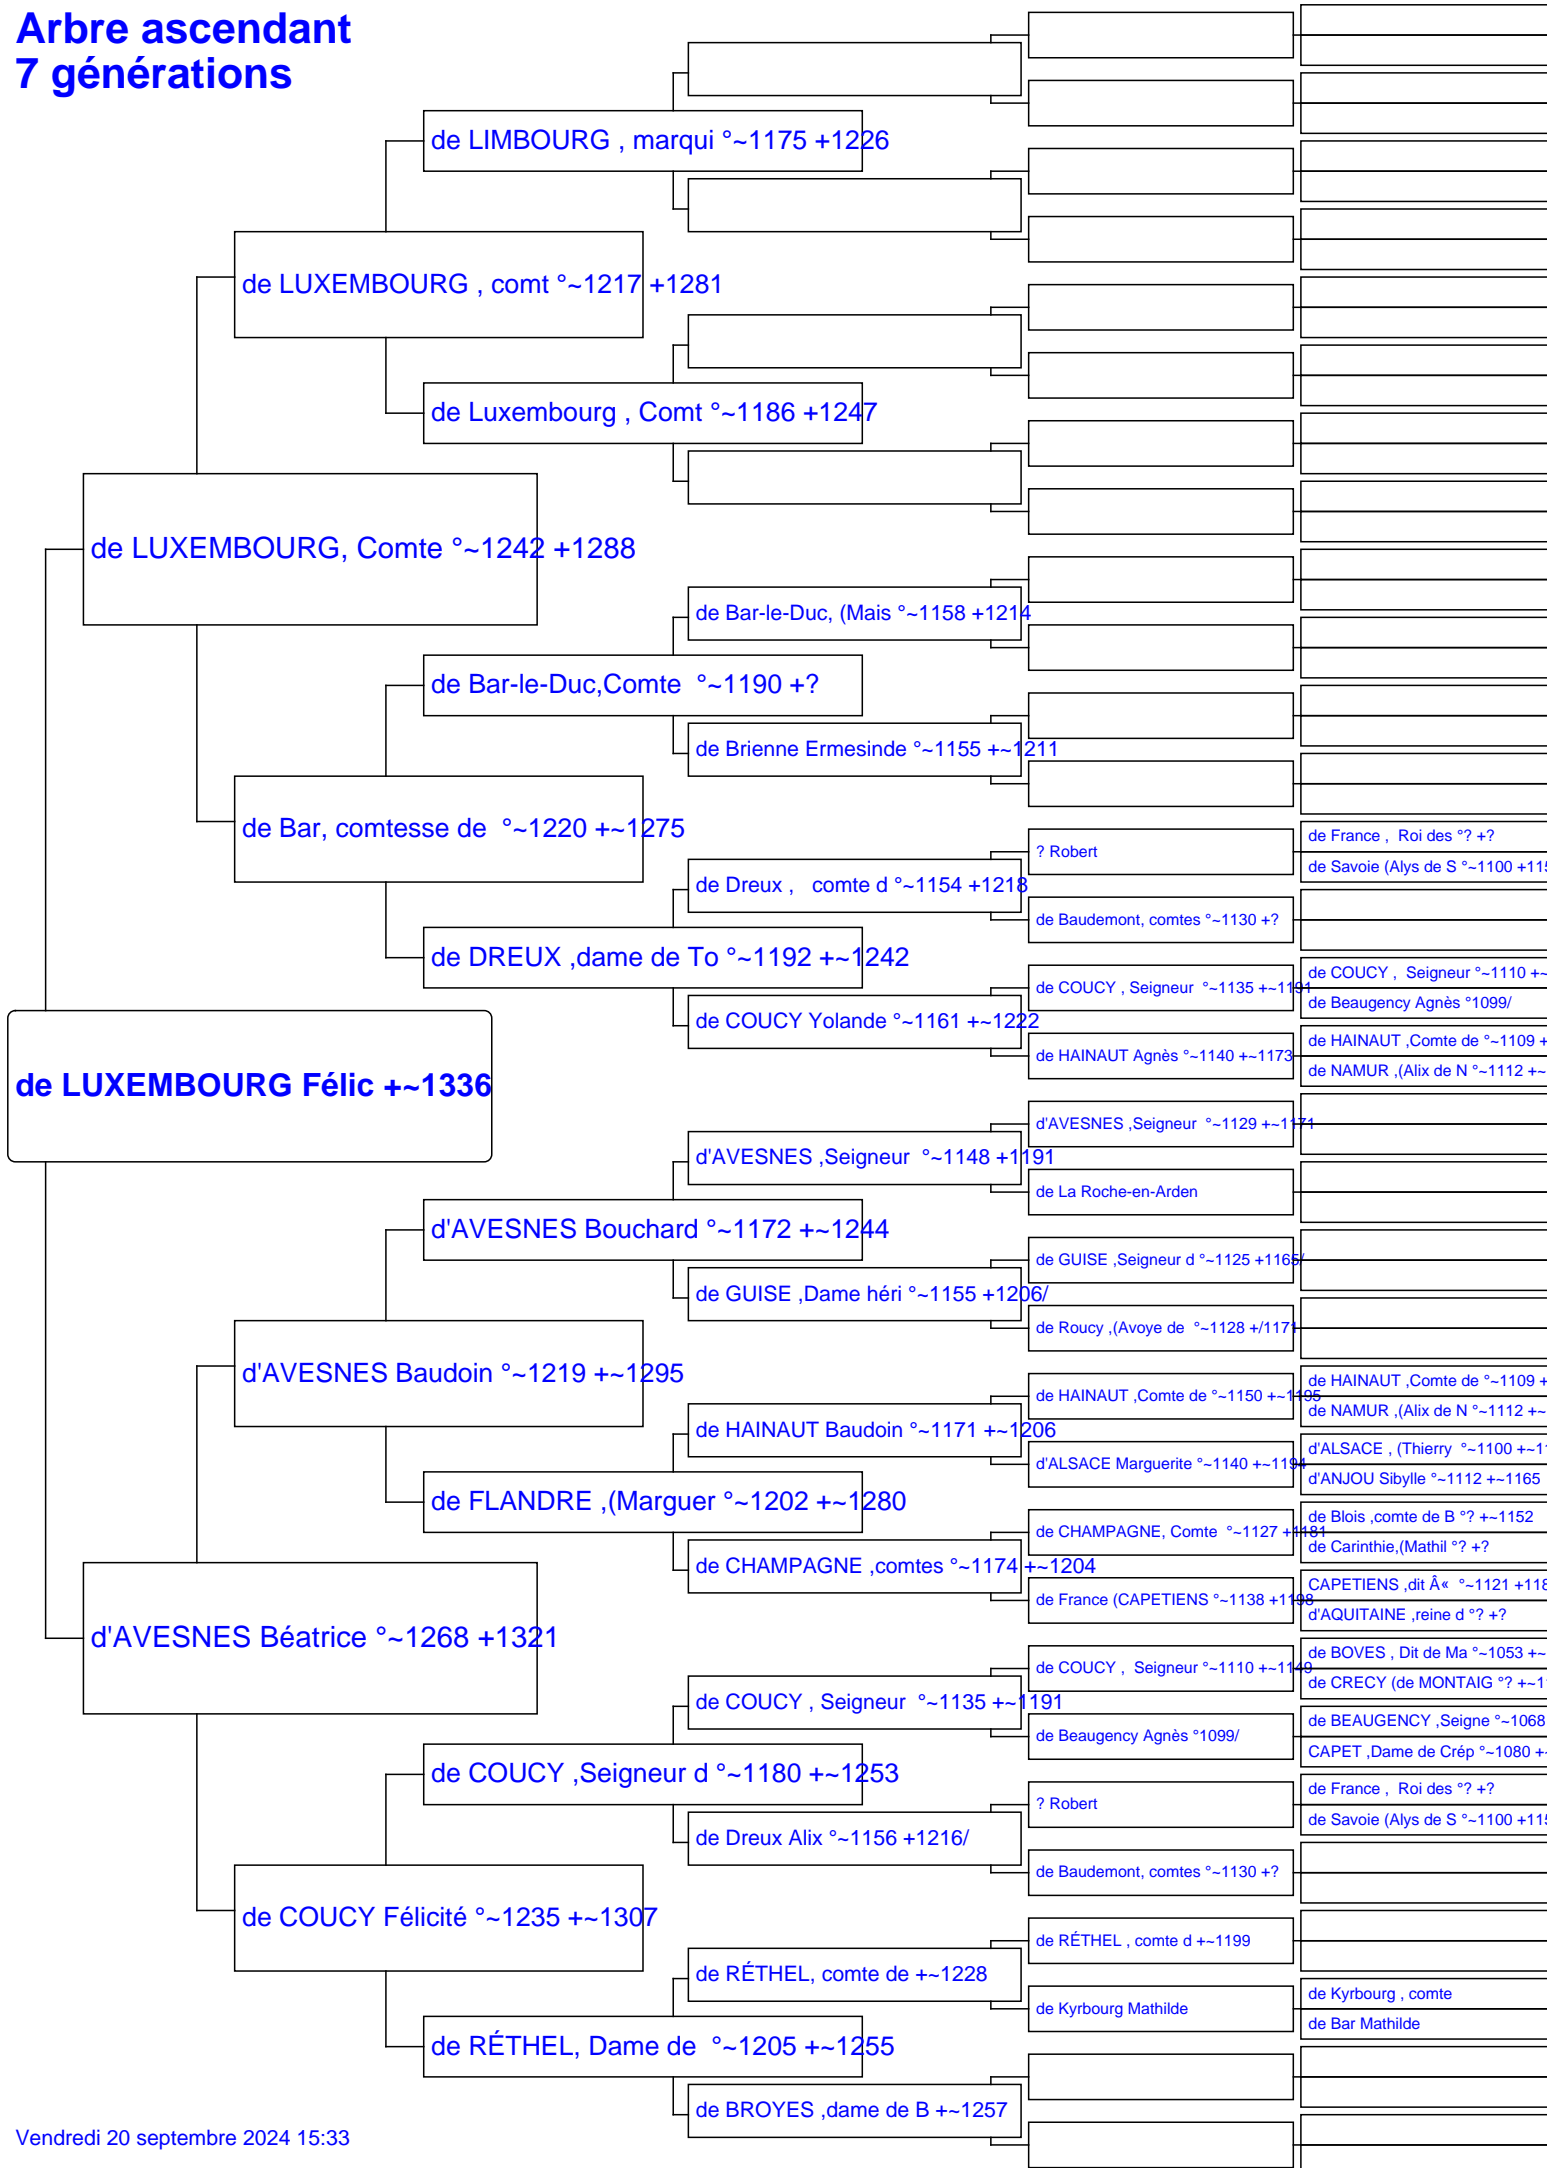 Arbre ascendant
7 générations
de LIMBOURG , marqui °~1175 +1226
de LUXEMBOURG , comt °~1217 +1281
de Luxembourg , Comt °~1186 +1247
de LUXEMBOURG, Comte °~1242 +1288
de Bar-le-Duc, (Mais °~1158 +1214
de Bar-le-Duc,Comte  °~1190 +?
de Brienne Ermesinde °~1155 +~1211
de Bar, comtesse de  °~1220 +~1275
de France ,  Roi des °? +?
? Robert
de Savoie (Alys de S °~1100 +115
de Dreux ,   comte d °~1154 +1218
de Baudemont, comtes °~1130 +?
de DREUX ,dame de To °~1192 +~1242
de COUCY ,  Seigneur °~1110 +~
de COUCY , Seigneur  °~1135 +~1191
de Beaugency Agnès °1099/
de COUCY Yolande °~1161 +~1222
de HAINAUT ,Comte de °~1109 +
de HAINAUT Agnès °~1140 +~1173
de NAMUR ,(Alix de N °~1112 +~
de LUXEMBOURG Félic +~1336
d'AVESNES ,Seigneur  °~1129 +~1171
d'AVESNES ,Seigneur  °~1148 +1191
de La Roche-en-Arden
d'AVESNES Bouchard °~1172 +~1244
de GUISE ,Seigneur d °~1125 +1165/
de GUISE ,Dame héri °~1155 +1206/
de Roucy ,(Avoye de  °~1128 +/1171
d'AVESNES Baudoin °~1219 +~1295
de HAINAUT ,Comte de °~1109 +
de HAINAUT ,Comte de °~1150 +~1195
de NAMUR ,(Alix de N °~1112 +~
de HAINAUT Baudoin °~1171 +~1206
d'ALSACE , (Thierry  °~1100 +~11
d'ALSACE Marguerite °~1140 +~1194
d'ANJOU Sibylle °~1112 +~1165
de FLANDRE ,(Marguer °~1202 +~1280
de Blois ,comte de B °? +~1152
de CHAMPAGNE, Comte  °~1127 +1181
de Carinthie,(Mathil °? +?
de CHAMPAGNE ,comtes °~1174 +~1204
CAPETIENS ,dit Â«  °~1121 +118
de France (CAPETIENS °~1138 +1198
d'AQUITAINE ,reine d °? +?
d'AVESNES Béatrice °~1268 +1321
de BOVES , Dit de Ma °~1053 +~
de COUCY ,  Seigneur °~1110 +~1149
de CRECY (de MONTAIG °? +~11
de COUCY , Seigneur  °~1135 +~1191
de BEAUGENCY ,Seigne °~1068
de Beaugency Agnès °1099/
CAPET ,Dame de Crép °~1080 +~
de COUCY ,Seigneur d °~1180 +~1253
de France ,  Roi des °? +?
? Robert
de Savoie (Alys de S °~1100 +115
de Dreux Alix °~1156 +1216/
de Baudemont, comtes °~1130 +?
de COUCY Félicité °~1235 +~1307
de RÉTHEL , comte d +~1199
de RÉTHEL, comte de +~1228
de Kyrbourg , comte
de Kyrbourg Mathilde
de Bar Mathilde
de RÉTHEL, Dame de  °~1205 +~1255
de BROYES ,dame de B +~1257
Vendredi 20 septembre 2024 15:33